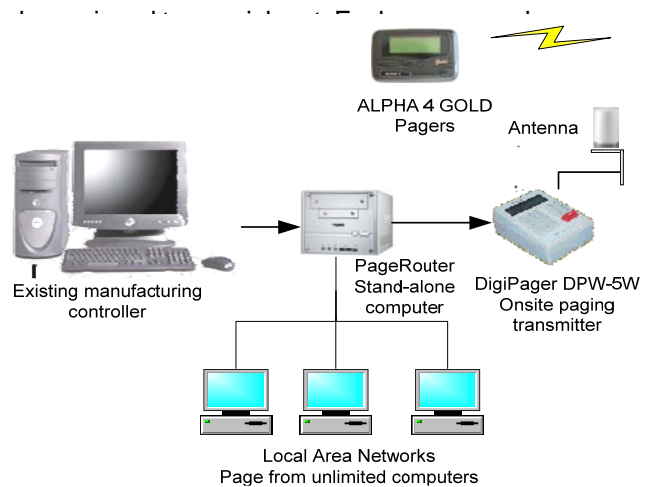 ALPHA 4 GOLD
Pagers
Antenna
PageRouter
Stand-alone
computer
DigiPager DPW-5W
Onsite paging
transmitter
Existing manufacturing
controller
Local Area Networks
Page from unlimited computers